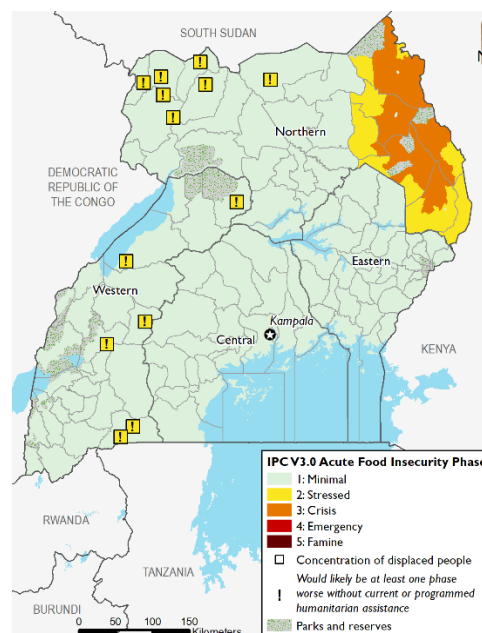 SOUTH SUDAN
N
Northern
DEMOCRATIC
REPUBLIC OF
THE CONGO
Eastern
Western
Kampala
Central
KENYA
IPC V3.0 Acute Food Insecurity Phase
1: Minimal
2: Stressed
3: Crisis
4: Emergency
5: Famine
Concentration of displaced people
Would likely be at least one phase
! worse without current or programmed
humanitarian assistance
Parks and reserves
RWANDA
TANZANIA
BURUNDI
0 50 100 150
Kilometers